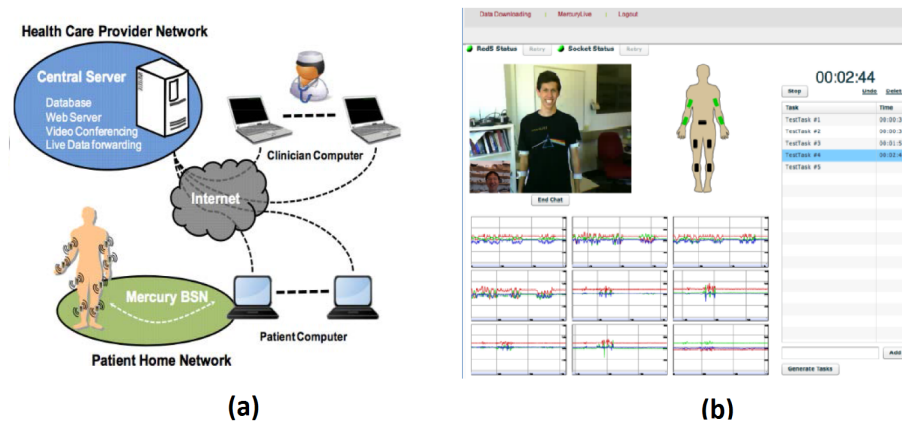 Health Care Provider Network
Central Server
Database
Web Server
Video Conferencing
Live Data forwarding
Clinician Computer
Internet
Mercury BSN
Patient Computer
Patient Home Network
(a)
Data Downloading | MercuryLive | Logout
RedS Status Retry Socket Status Retry
End Chat
00:02:44
Stop Undo
Task Time
TestTask #1
TestTask #2
TestTask #3
TestTask #4
TestTask #5
Add
Generate Tasks
(b)